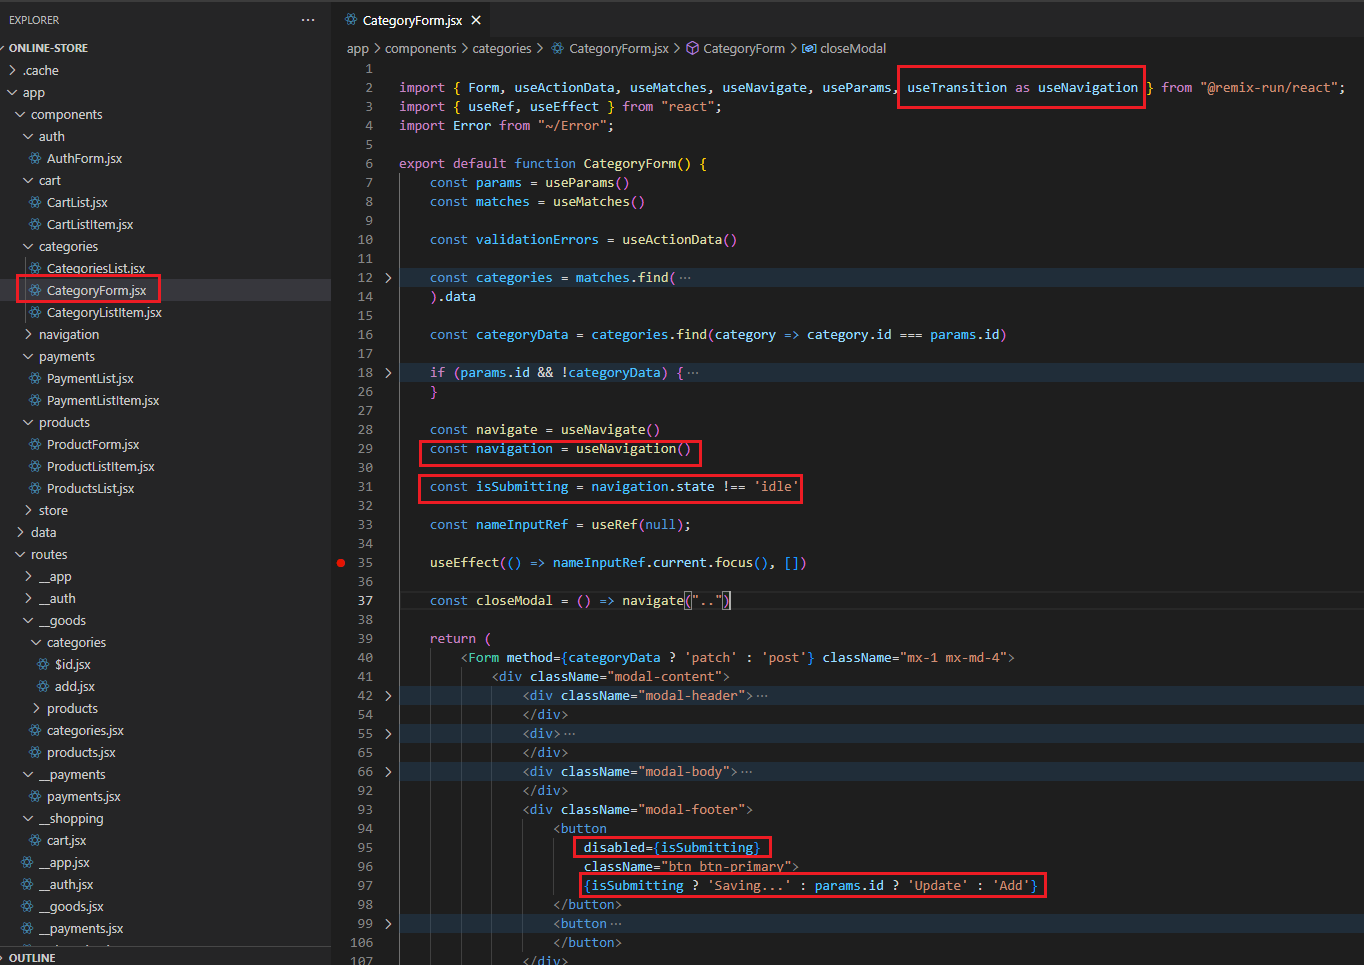 EXPLORER
ONLINE-STORE
.cache
app
components
auth
AuthForm.jsx
cart
CartList.jsx
CartListItem.jsx
categories
CategoriesList.jsx
CategoryForm.jsx
CategoryListItem.jsx
navigation
payments
PaymentList.jsx
PaymentListItem.jsx
products
ProductForm.jsx
ProductListItem.jsx
ProductsList.jsx
store
data
routes
__app
__auth
__goods
categories
$id.jsx
add.jsx
products
categories.jsx
products.jsx
__payments
payments.jsx
__shopping
cart.jsx
__app.jsx
__auth.jsx
__goods.jsx
__payments.jsx
OUTLINE
CategoryForm.jsx
app > components > categories > CategoryForm.jsx > CategoryForm > closeModal
1
2 import { Form, useActionData, useMatches, useNavigate, useParams, useTransition as useNavigation } from "@remix-run/react";
3 import { useRef, useEffect } from "react";
4 import Error from "~/Error";
5
6 export default function CategoryForm() {
7 const params = useParams()
8 const matches = useMatches()
9
10 const validationErrors = useActionData()
11
12 const categories = matches.find( ...
14 ).data
15
16 const categoryData = categories.find(category => category.id === params.id)
17
18 if (params.id && !categoryData) { ...
26 }
27
28 const navigate = useNavigate()
29 const navigation = useNavigation()
30
31 const isSubmitting = navigation.state !== 'idle'
32
33 const nameInputRef = useRef(null);
34
35 useEffect(() => nameInputRef.current.focus(), [])
36
37 const closeModal = () => navigate("..")
38
39 return (
40 <Form method={categoryData ? 'patch' : 'post'} className="mx-1 mx-md-4">
41 <div className="modal-content">
42 <div className="modal-header"> ...
54 </div>
55 <div> ...
65 </div>
66 <div className="modal-body"> ...
92 </div>
93 <div className="modal-footer">
94 <button
95 disabled={isSubmitting}
96 className="btn btn-primary">
97 {isSubmitting ? 'Saving...' : params.id ? 'Update' : 'Add'}
98 </button>
99 <button ...
106 </button>
107 </div>